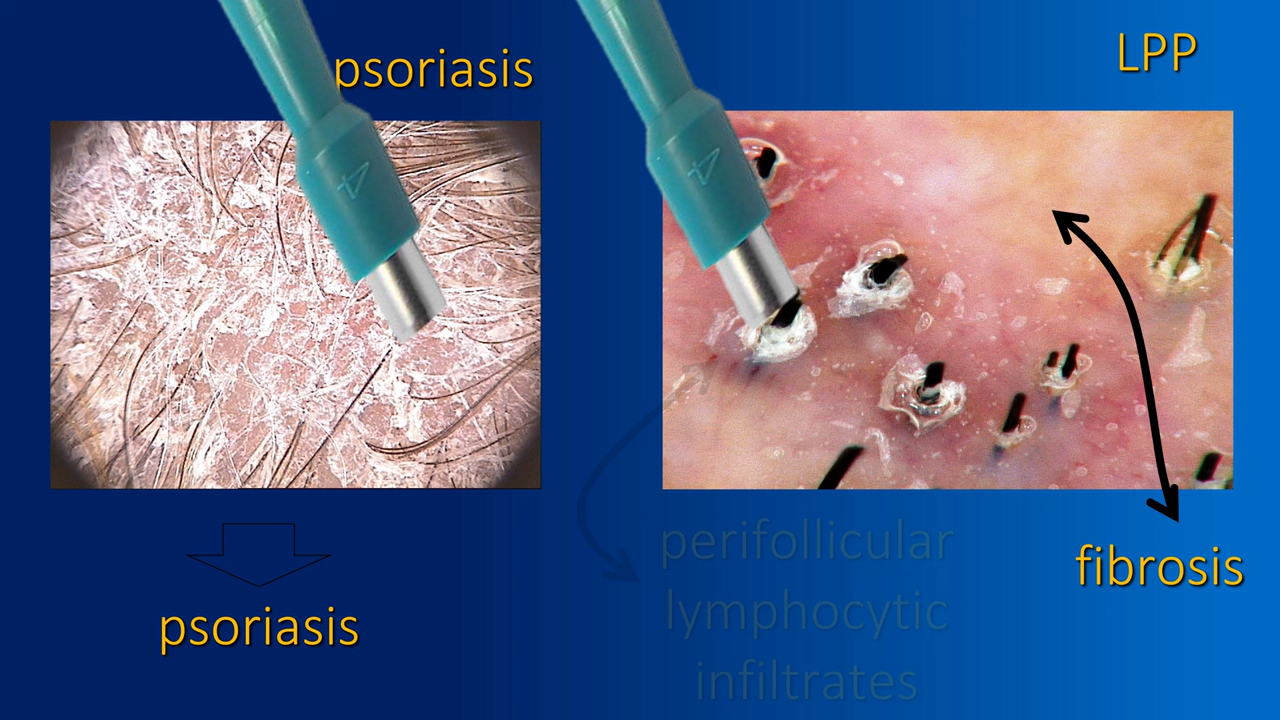 psoriasis
LPP
4
4
psoriasis
perifollicular
lymphocytic
infiltrates
fibrosis